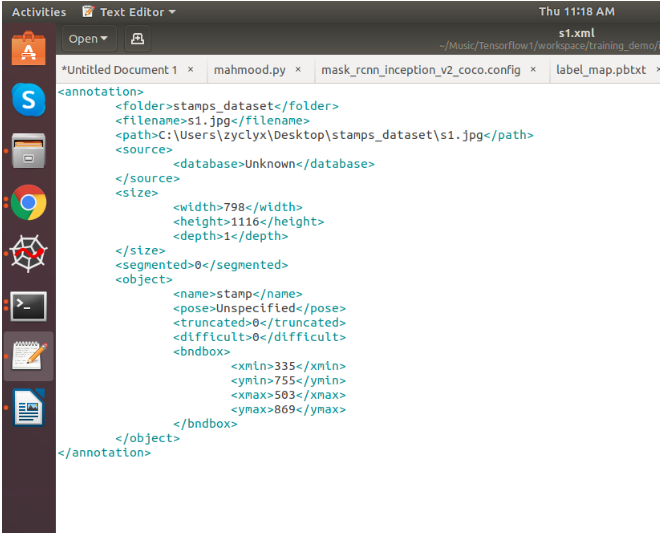 Activities Text Editor Thu 11:18 AM
Open s1.xml
~/Music/Tensorflow1/workspace/training_demo/
*Untitled Document 1 × mahmood.py × mask_rcnn_inception_v2_coco.config × label_map.pbtxt ×
<annotation>
	<folder>stamps_dataset</folder>
	<filename>s1.jpg</filename>
	<path>C:\Users\zyclyx\Desktop\stamps_dataset\s1.jpg</path>
	<source>
		<database>Unknown</database>
	</source>
	<size>
		<width>798</width>
		<height>1116</height>
		<depth>1</depth>
	</size>
	<segmented>0</segmented>
	<object>
		<name>stamp</name>
		<pose>Unspecified</pose>
		<truncated>0</truncated>
		<difficult>0</difficult>
		<bndbox>
			<xmin>335</xmin>
			<ymin>755</ymin>
			<xmax>503</xmax>
			<ymax>869</ymax>
		</bndbox>
	</object>
</annotation>